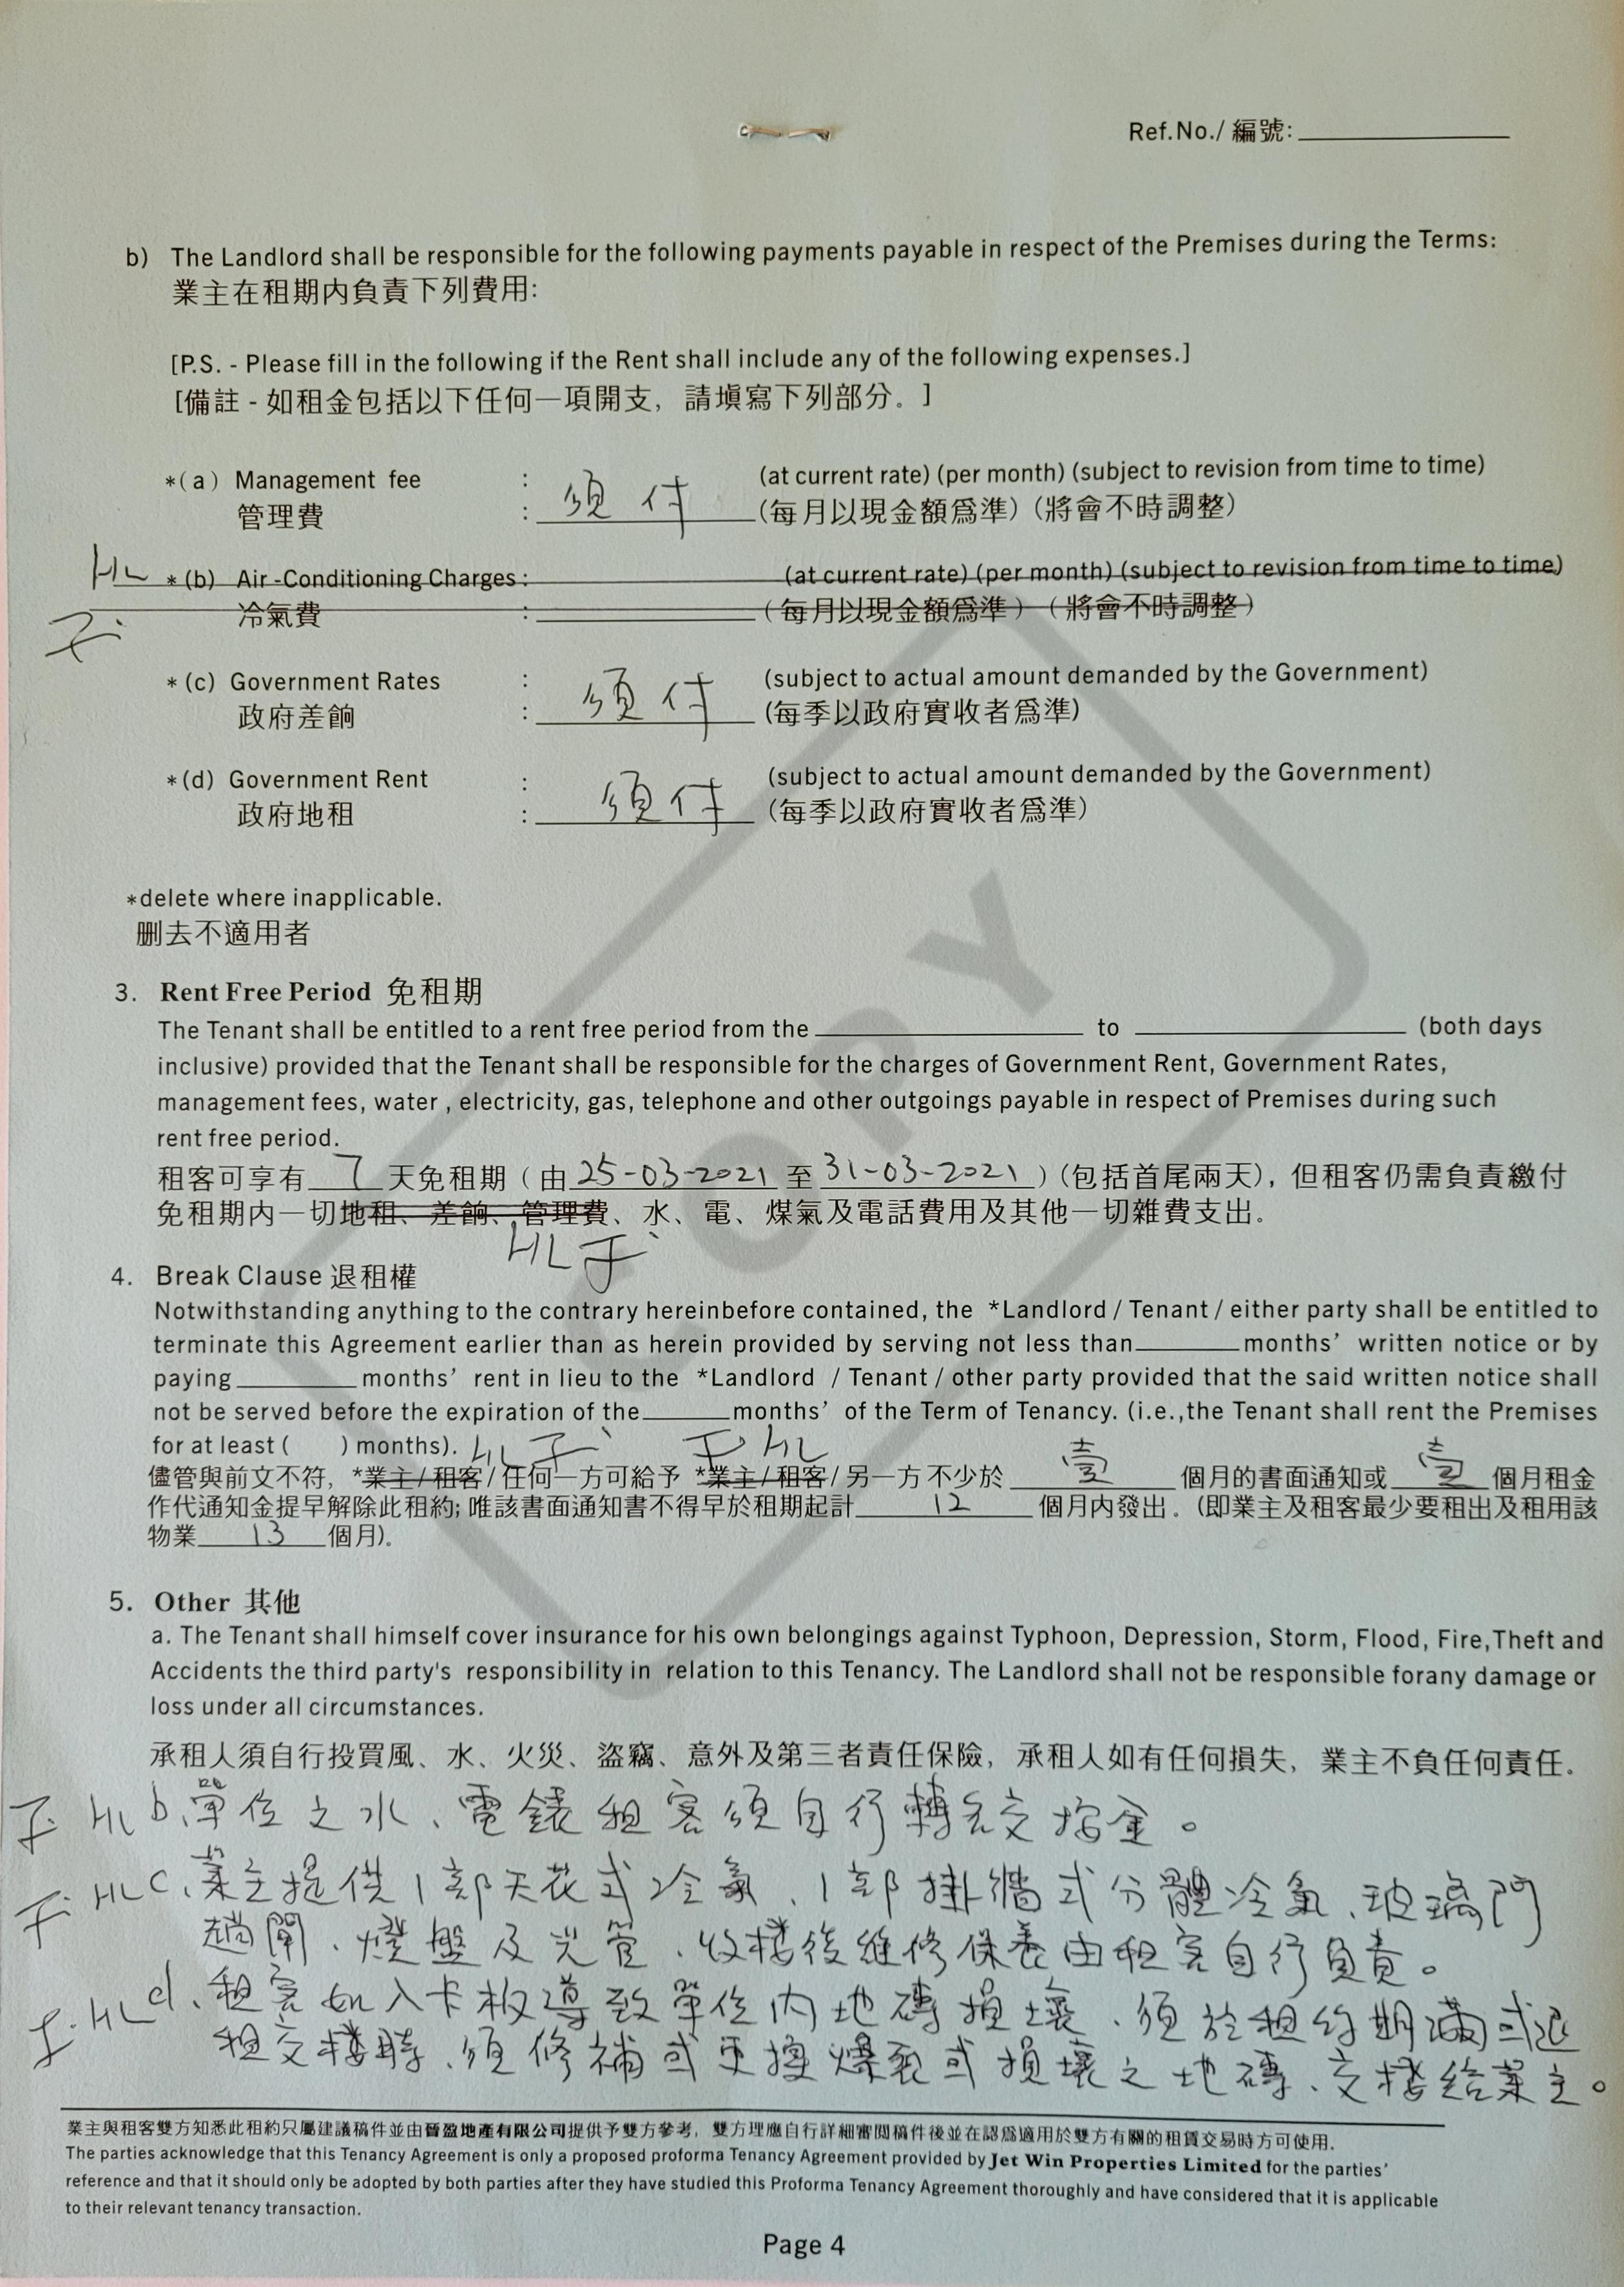 Ref.No./ 編號:
b) The Landlord shall be responsible for the following payments payable in respect of the Premises during the Terms:
業主在租期内負責下列費用:
[P.S. - Please fill in the following if the Rent shall include any of the following expenses.]
[備註 - 如租金包括以下任何一項開支，請填寫下列部分。]
*(a) Management fee : (at current rate) (per month) (subject to revision from time to time)
管理費 : 須付 (每月以現金額爲準) (將會不時調整)
HL *(b) Air -Conditioning Charges: (at current rate) (per month) (subject to revision from time to time)
冷氣費 : (每月以現金額爲準) (將會不時調整)
*(c) Government Rates : (subject to actual amount demanded by the Government)
政府差餉 : 須付 (每季以政府實收者爲準)
*(d) Government Rent : (subject to actual amount demanded by the Government)
政府地租 : 須付 (每季以政府實收者爲準)
*delete where inapplicable.
删去不適用者
3. Rent Free Period 免租期
The Tenant shall be entitled to a rent free period from the to (both days
inclusive) provided that the Tenant shall be responsible for the charges of Government Rent, Government Rates,
management fees, water , electricity, gas, telephone and other outgoings payable in respect of Premises during such
rent free period.
租客可享有 7 天免租期 (由 25-03-2021 至 31-03-2021 ) (包括首尾兩天)，但租客仍需負責繳付
免租期内一切地租、差餉、管理費、水、電、煤氣及電話費用及其他一切雜費支出。
HL
4. Break Clause 退租權
Notwithstanding anything to the contrary hereinbefore contained, the *Landlord / Tenant / either party shall be entitled to
terminate this Agreement earlier than as herein provided by serving not less than months' written notice or by
paying months' rent in lieu to the *Landlord / Tenant / other party provided that the said written notice shall
not be served before the expiration of the months' of the Term of Tenancy. (i.e.,the Tenant shall rent the Premises
for at least ( ) months). HL HL
儘管與前文不符，*業主/租客/任何一方可給予 *業主/租客/另一方不少於 壹 個月的書面通知或 壹 個月租金
作代通知金提早解除此租約; 唯該書面通知書不得早於租期起計 12 個月内發出。(即業主及租客最少要租出及租用該
物業 13 個月)。
5. Other 其他
a. The Tenant shall himself cover insurance for his own belongings against Typhoon, Depression, Storm, Flood, Fire,Theft and
Accidents the third party's responsibility in relation to this Tenancy. The Landlord shall not be responsible forany damage or
loss under all circumstances.
承租人須自行投買風、水、火災、盜竊、意外及第三者責任保險，承租人如有任何損失，業主不負任何責任。
HL b、單位之水、電錶租客須自行轉名交按金。
HL c、業主提供1部天花式冷氣、1部掛牆式分體冷氣、玻璃門
趟閘、燈盤及光管、收樓後維修保養由租客自行負責。
HL d、租客如入卡板導致單位内地磚損壞、須於租約期滿或退
租交樓時、須修補或更換爆裂或損壞之地磚、交樓給業主。
業主與租客雙方知悉此租約只屬建議稿件並由晉盈地產有限公司提供予雙方參考，雙方理應自行詳細審閲稿件後並在認爲適用於雙方有關的租賃交易時方可使用.
The parties acknowledge that this Tenancy Agreement is only a proposed proforma Tenancy Agreement provided by Jet Win Properties Limited for the parties'
reference and that it should only be adopted by both parties after they have studied this Proforma Tenancy Agreement thoroughly and have considered that it is applicable
to their relevant tenancy transaction.
Page 4
COPY